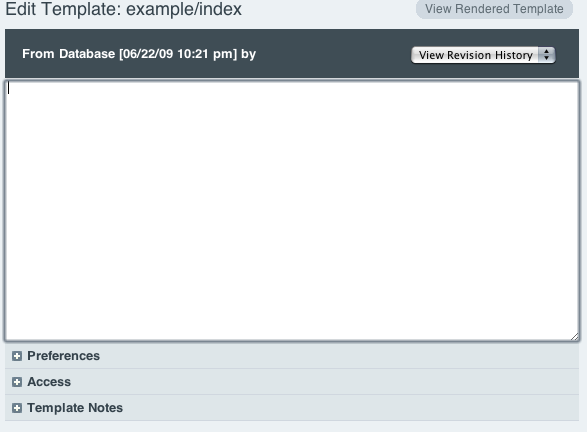 Edit Template: example/index
View Rendered Template
From Database [06/22/09 10:21 pm] by
View Revision History
Preferences
Access
Template Notes